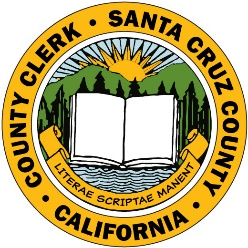 COUNTY CLERK • SANTA CRUZ COUNTY • CALIFORNIA •
LITERAE SCRIPTAE MANENT